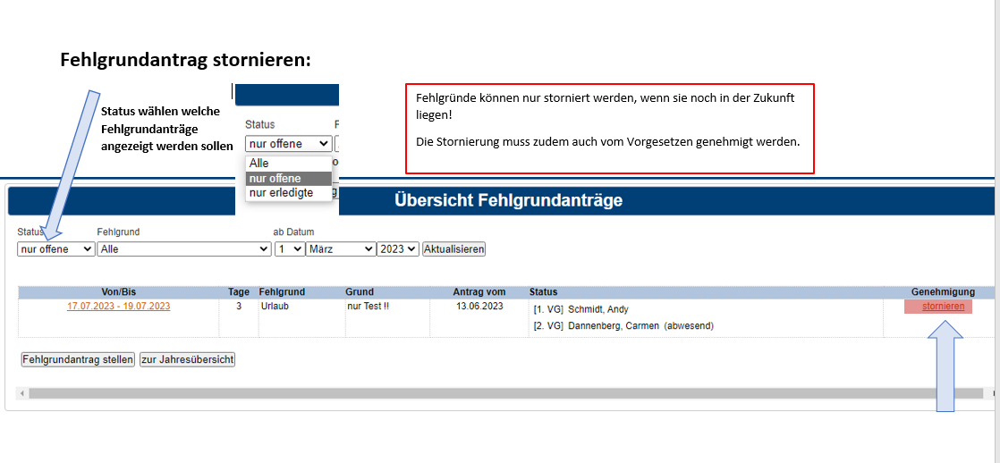 Fehlgrundantrag stornieren:
Status wählen welche
Fehlgrundanträge
angezeigt werden sollen
Status
F
nur offene
Alle
nur offene
nur erledigte
Fehlgründe können nur storniert werden, wenn sie noch in der Zukunft
liegen!
Die Stornierung muss zudem auch vom Vorgesetzen genehmigt werden.
Übersicht Fehlgrundanträge
Status Fehlgrund ab Datum
nur offene Alle 1 März 2023 Aktualisieren
Von/Bis Tage Fehlgrund Grund Antrag vom Status Genehmigung
17.07.2023 - 19.07.2023 3 Urlaub nur Test !! 13.06.2023 [1. VG] Schmidt, Andy stornieren
[2. VG] Dannenberg, Carmen (abwesend)
Fehlgrundantrag stellen zur Jahresübersicht